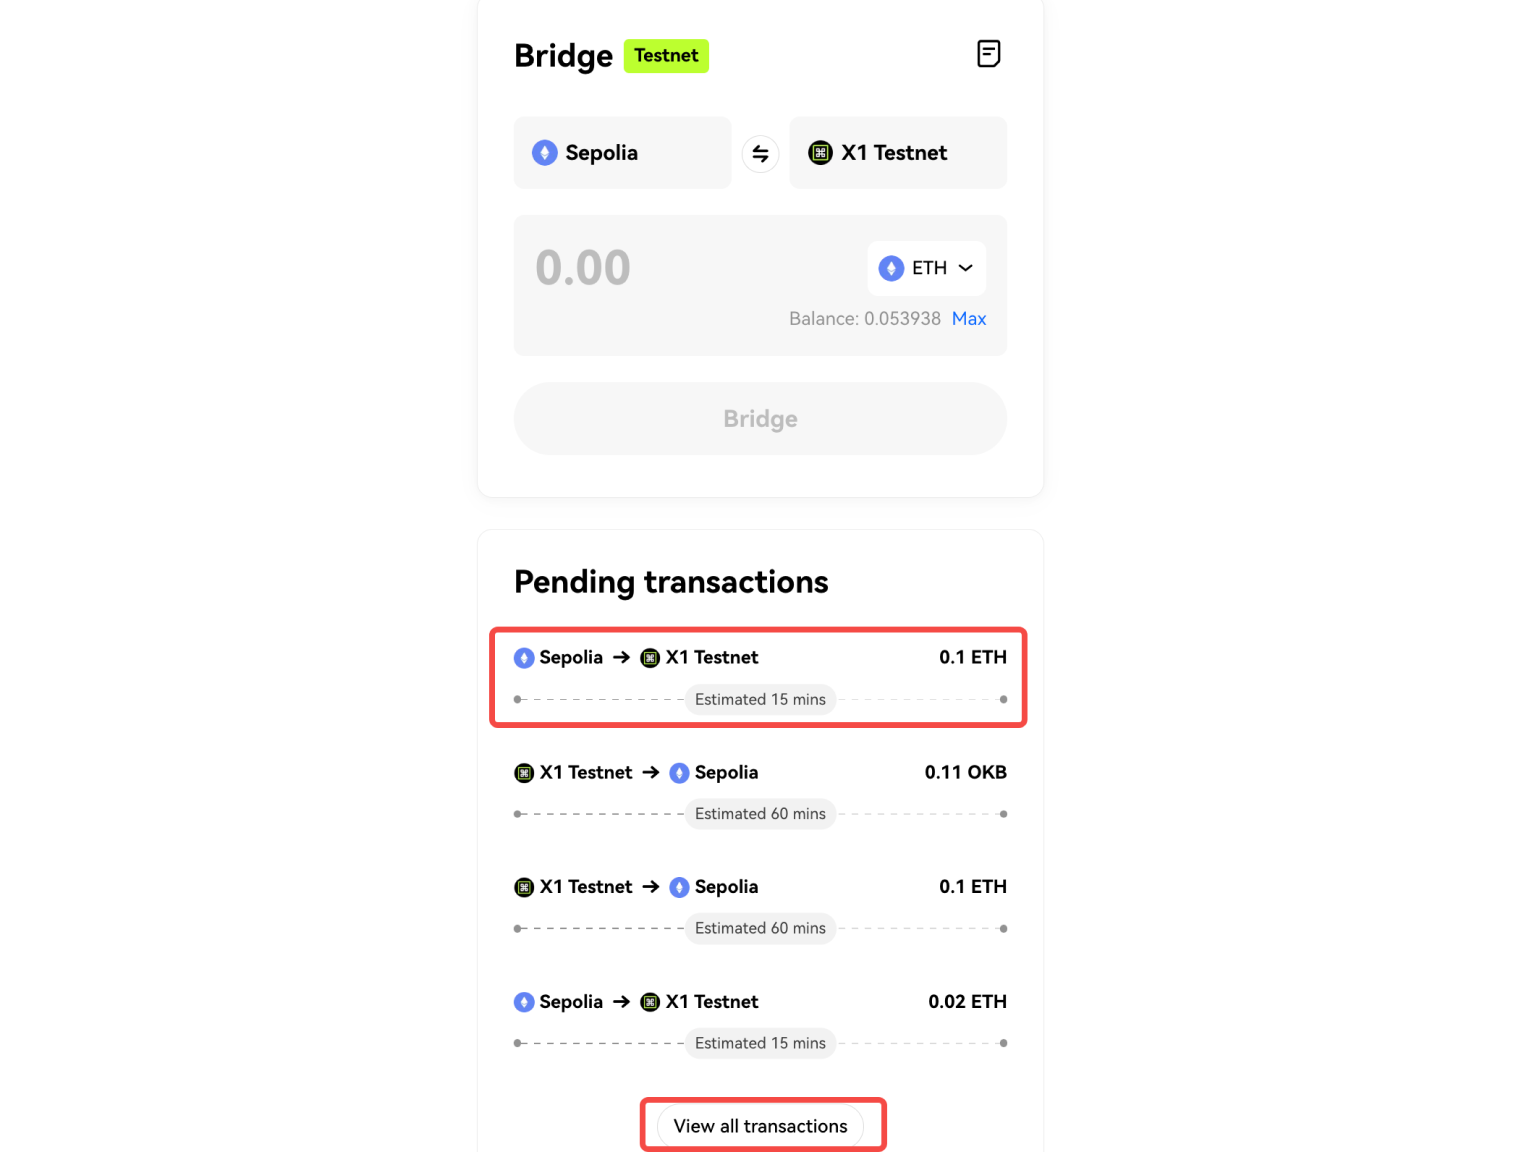 Bridge Testnet
Sepolia X1 Testnet
0.00 ETH
Balance: 0.053938 Max
Bridge
Pending transactions
Sepolia → X1 Testnet 0.1 ETH
Estimated 15 mins
X1 Testnet → Sepolia 0.11 OKB
Estimated 60 mins
X1 Testnet → Sepolia 0.1 ETH
Estimated 60 mins
Sepolia → X1 Testnet 0.02 ETH
Estimated 15 mins
View all transactions